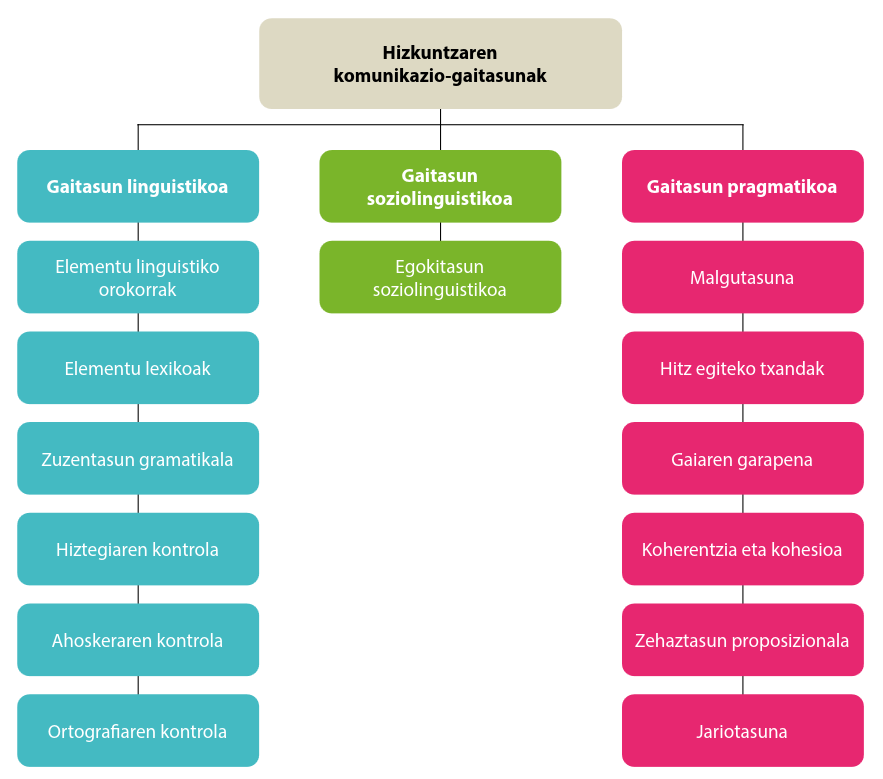 Hizkuntzaren
komunikazio-gaitasunak
Gaitasun linguistikoa
Elementu linguistiko
orokorrak
Elementu lexikoak
Zuzentasun gramatikala
Hiztegiaren kontrola
Ahoskeraren kontrola
Ortografiaren kontrola
Gaitasun
soziolinguistikoa
Egokitasun
soziolinguistikoa
Gaitasun pragmatikoa
Malgutasuna
Hitz egiteko txandak
Gaiaren garapena
Koherentzia eta kohesioa
Zehaztasun proposizionala
Jariotasuna